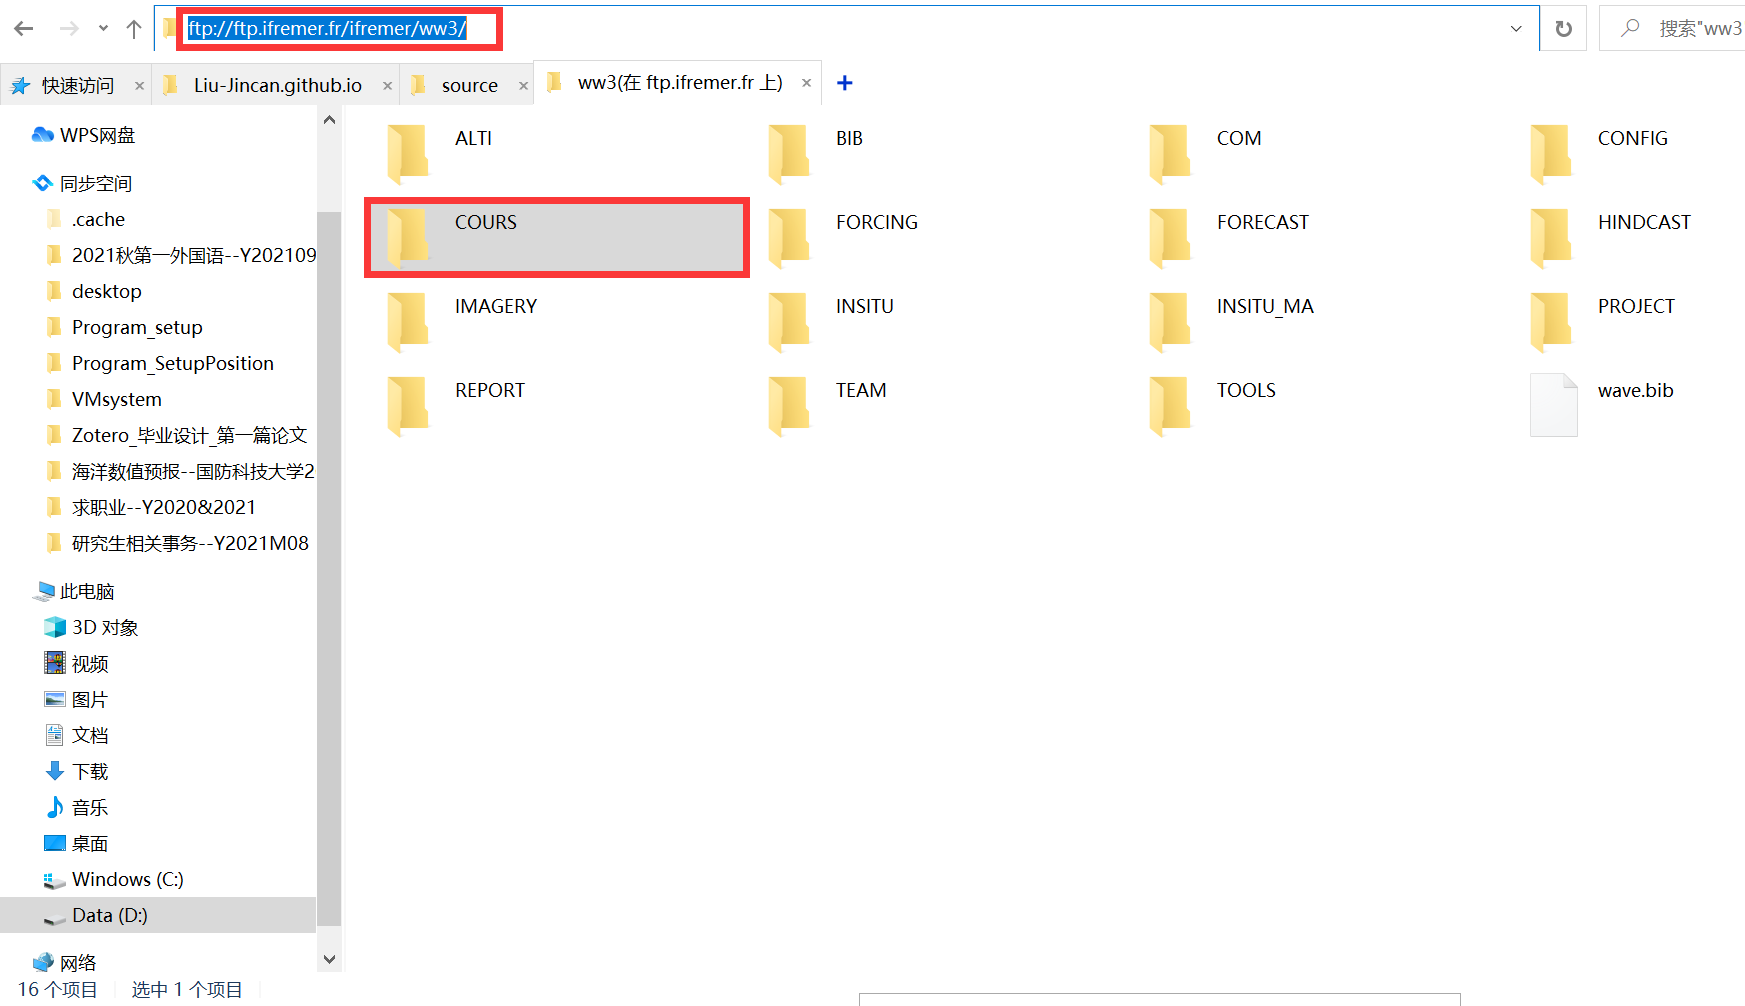 ftp://ftp.ifremer.fr/ifremer/ww3/
搜索"ww3
快速访问
Liu-Jincan.github.io
source
ww3(在 ftp.ifremer.fr 上)
WPS网盘
同步空间
.cache
2021秋第一外国语--Y202109
desktop
Program_setup
Program_SetupPosition
VMsystem
Zotero_毕业设计_第一篇论文
海洋数值预报--国防科技大学2
求职业--Y2020&2021
研究生相关事务--Y2021M08
此电脑
3D 对象
视频
图片
文档
下载
音乐
桌面
Windows (C:)
Data (D:)
网络
ALTI
BIB
COM
CONFIG
COURS
FORCING
FORECAST
HINDCAST
IMAGERY
INSITU
INSITU_MA
PROJECT
REPORT
TEAM
TOOLS
wave.bib
16 个项目
选中 1 个项目